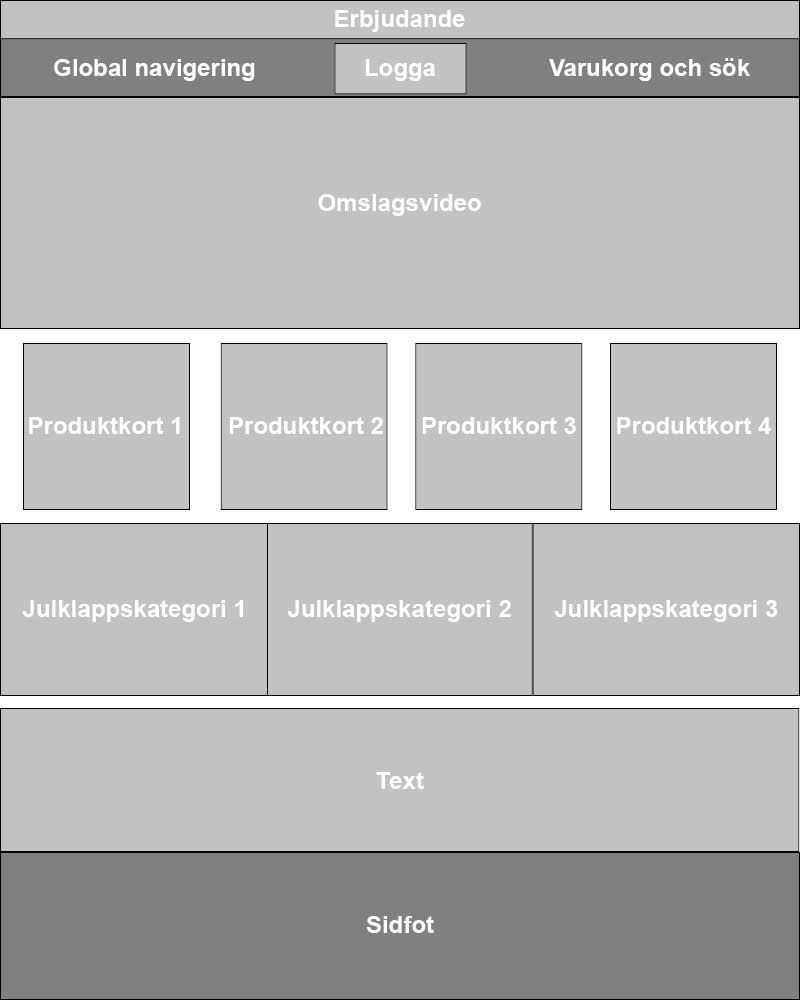 Erbjudande
Global navigering
Logga
Varukorg och sök
Omslagsvideo
Produktkort 1
Produktkort 2
Produktkort 3
Produktkort 4
Julklappskategori 1
Julklappskategori 2
Julklappskategori 3
Text
Sidfot